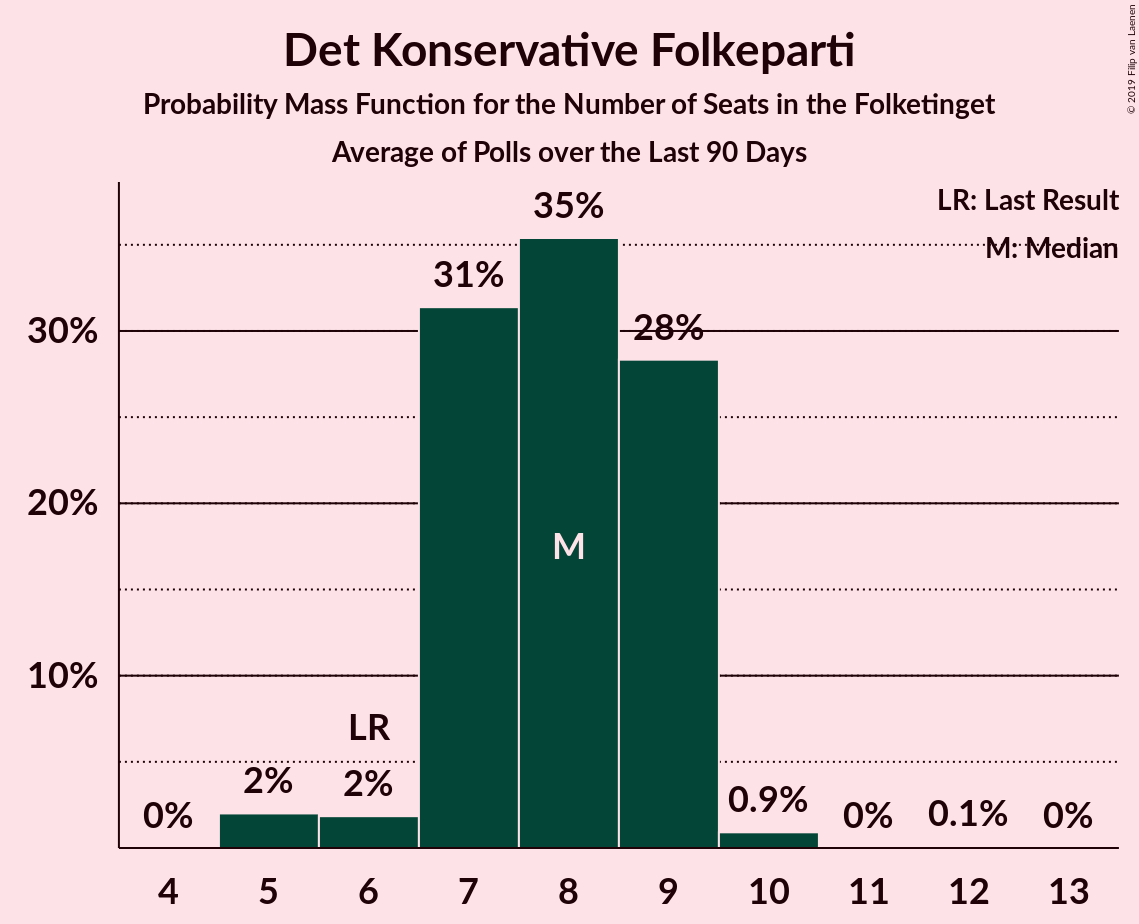 Det Konservative Folkeparti
Probability Mass Function for the Number of Seats in the Folketinget
Average of Polls over the Last 90 Days
© 2019 Filip van Laenen
LR: Last Result
M: Median
35%
31%
28%
30%
20%
10%
M
LR
0%
2%
2%
0.9%
0%
0.1%
0%
4 5 6 7 8 9 10 11 12 13